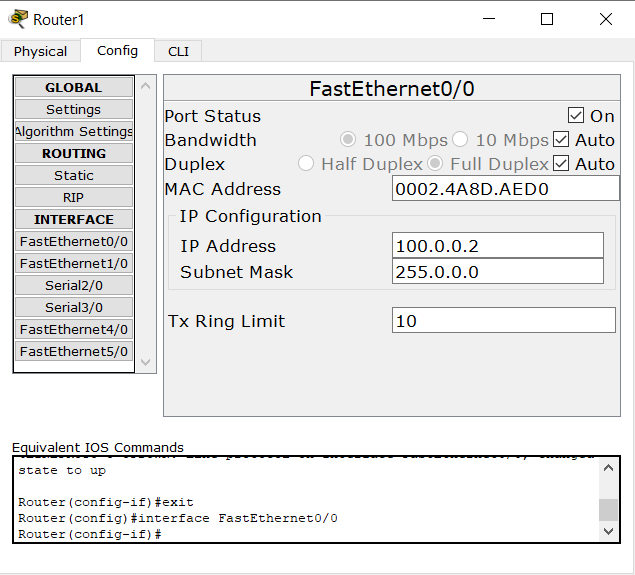 Router1
Physical Config CLI
GLOBAL
Settings
Algorithm Settings
ROUTING
Static
RIP
INTERFACE
FastEthernet0/0
FastEthernet1/0
Serial2/0
Serial3/0
FastEthernet4/0
FastEthernet5/0
FastEthernet0/0
Port Status On
Bandwidth 100 Mbps 10 Mbps Auto
Duplex Half Duplex Full Duplex Auto
MAC Address 0002.4A8D.AED0
IP Configuration
IP Address 100.0.0.2
Subnet Mask 255.0.0.0
Tx Ring Limit 10
Equivalent IOS Commands
state to up
Router(config-if)#exit
Router(config)#interface FastEthernet0/0
Router(config-if)#